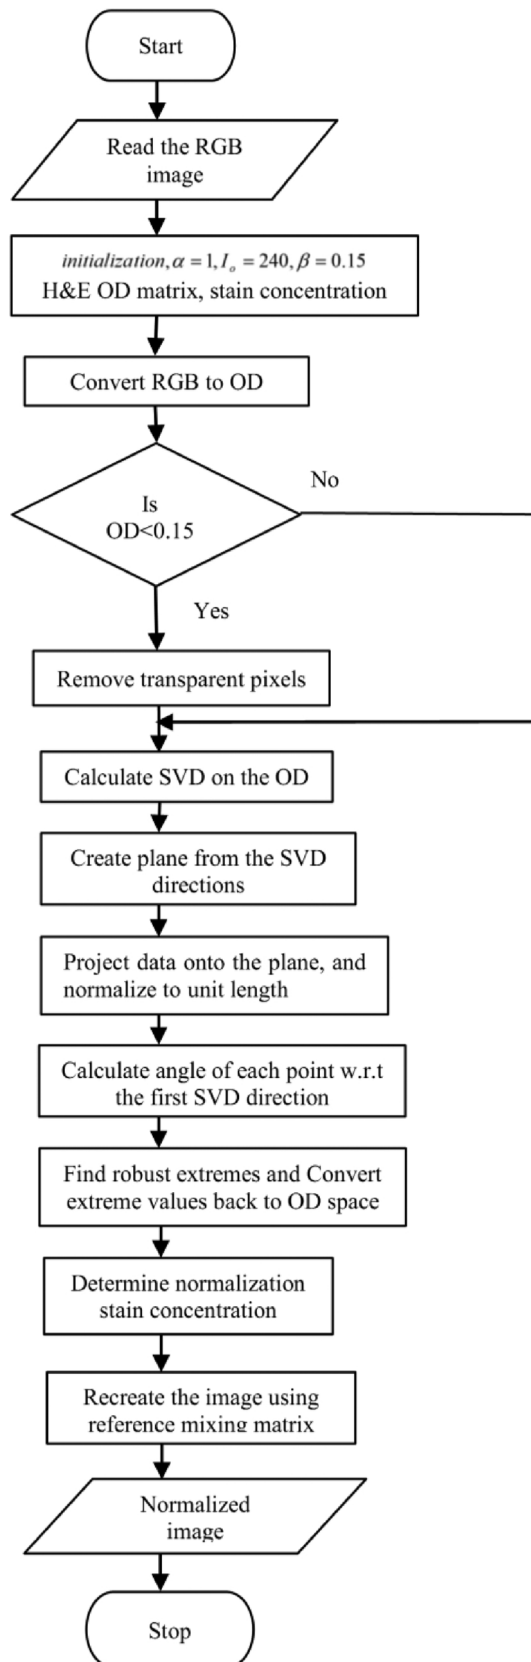 Start
Read the RGB
image
initialization, α = 1, I_o = 240, β = 0.15
H&E OD matrix, stain concentration
Convert RGB to OD
Is
OD<0.15
No
Yes
Remove transparent pixels
Calculate SVD on the OD
Create plane from the SVD
directions
Project data onto the plane, and
normalize to unit length
Calculate angle of each point w.r.t
the first SVD direction
Find robust extremes and Convert
extreme values back to OD space
Determine normalization
stain concentration
Recreate the image using
reference mixing matrix
Normalized
image
Stop